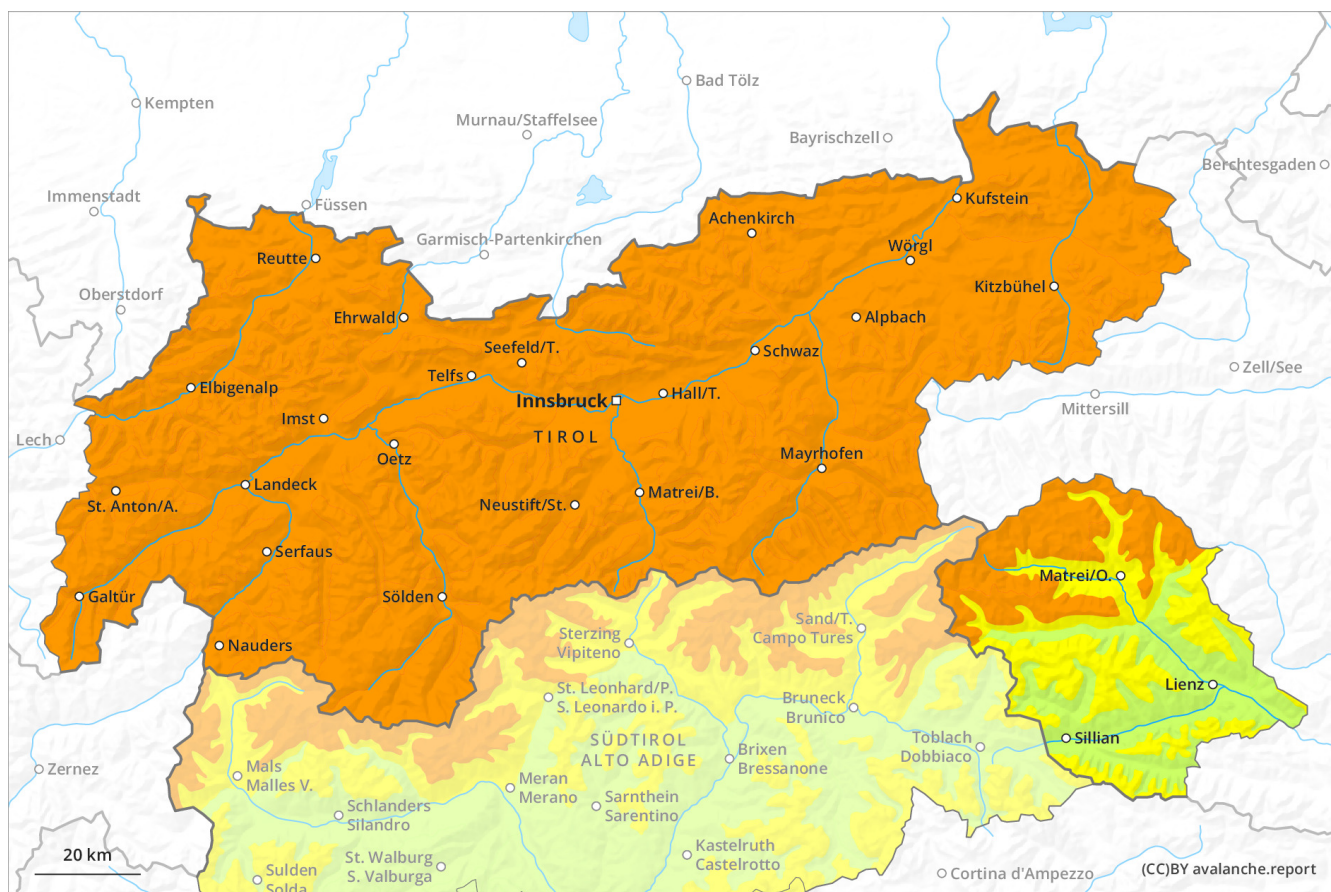 Bad Tölz
Kempten
Murnau/Staffelsee
Bayrischzell
Berchtesgaden
Immenstadt
Füssen
Kufstein
Achenkirch
Garmisch-Partenkirchen
Wörgl
Reutte
Kitzbühel
Oberstdorf
Ehrwald
Alpbach
Seefeld/T.
Schwaz
Zell/See
Telfs
Elbigenalp
Hall/T.
Innsbruck
Mittersill
Imst
TIROL
Lech
Oetz
Mayrhofen
Landeck
Matrei/B.
St. Anton/A.
Neustift/St.
Serfaus
Matrei/O.
Galtür
Sölden
Sand/T.
Campo Tures
Sterzing
Vipiteno
Nauders
Lienz
St. Leonhard/P.
S. Leonardo i. P.
Bruneck
Brunico
Sillian
SÜDTIROL
ALTO ADIGE
Toblach
Dobbiaco
Brixen
Bressanone
Zernez
Mals
Malles V.
Meran
Merano
Sarnthein
Sarentino
Schlanders
Silandro
Kastelruth
Castelrotto
20 km
St. Walburg
S. Valburga
Sulden
Solda
Cortina d'Ampezzo
(CC)BY avalanche.report